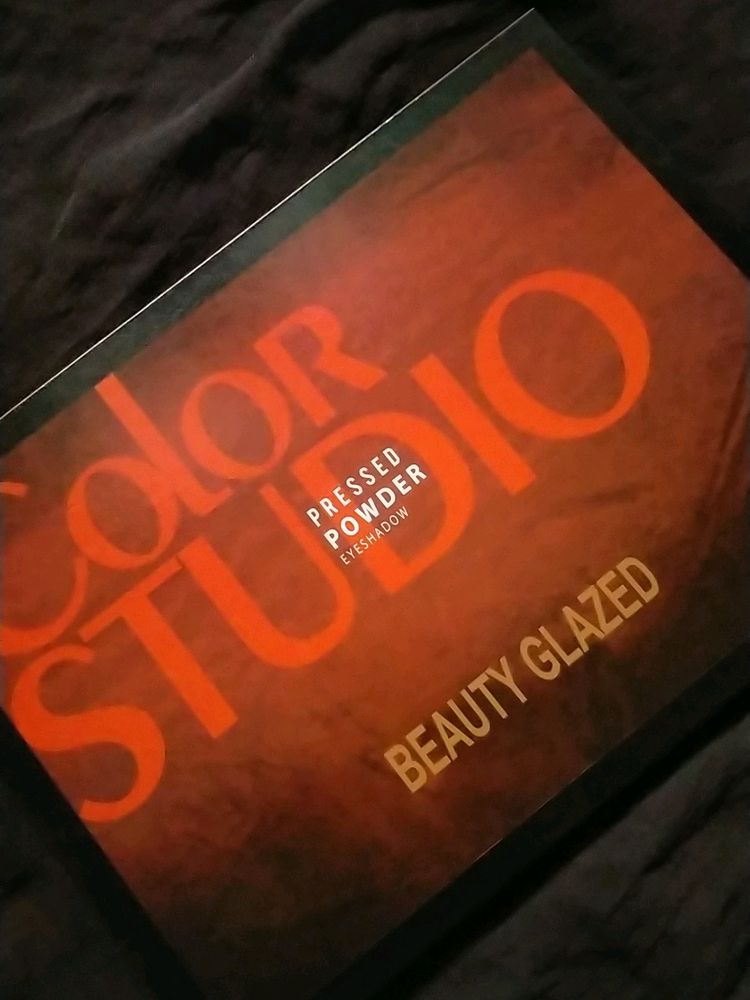 Color
STUDIO
PRESSED
POWDER
EYESHADOW
BEAUTY GLAZED